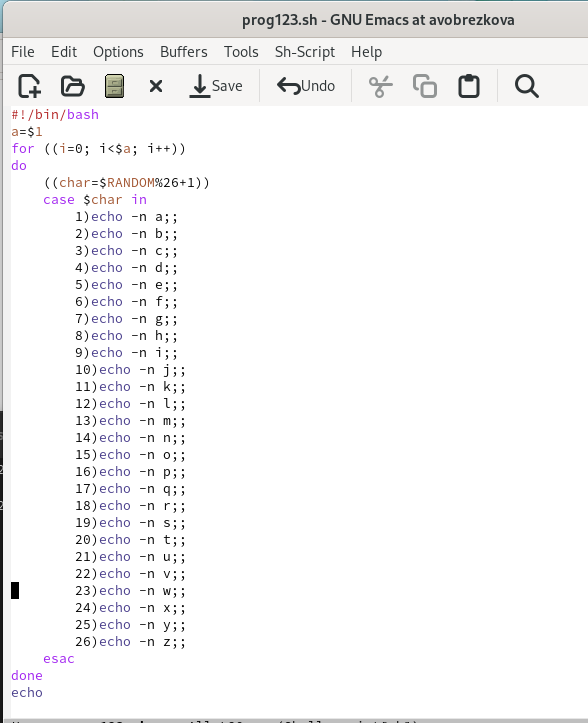 prog123.sh - GNU Emacs at avobrezkova
File Edit Options Buffers Tools Sh-Script Help
Save Undo
#!/bin/bash
a=$1
for ((i=0; i<$a; i++))
do
    ((char=$RANDOM%26+1))
    case $char in
        1)echo -n a;;
        2)echo -n b;;
        3)echo -n c;;
        4)echo -n d;;
        5)echo -n e;;
        6)echo -n f;;
        7)echo -n g;;
        8)echo -n h;;
        9)echo -n i;;
        10)echo -n j;;
        11)echo -n k;;
        12)echo -n l;;
        13)echo -n m;;
        14)echo -n n;;
        15)echo -n o;;
        16)echo -n p;;
        17)echo -n q;;
        18)echo -n r;;
        19)echo -n s;;
        20)echo -n t;;
        21)echo -n u;;
        22)echo -n v;;
        23)echo -n w;;
        24)echo -n x;;
        25)echo -n y;;
        26)echo -n z;;
    esac
done
echo